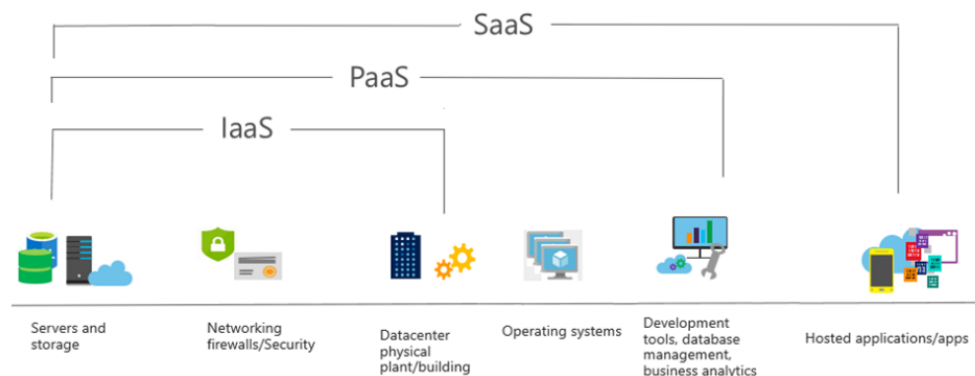 SaaS
PaaS
IaaS
Servers and
storage
Networking
firewalls/Security
Datacenter
physical
plant/building
Operating systems
Development
tools, database
management,
business analytics
Hosted applications/apps